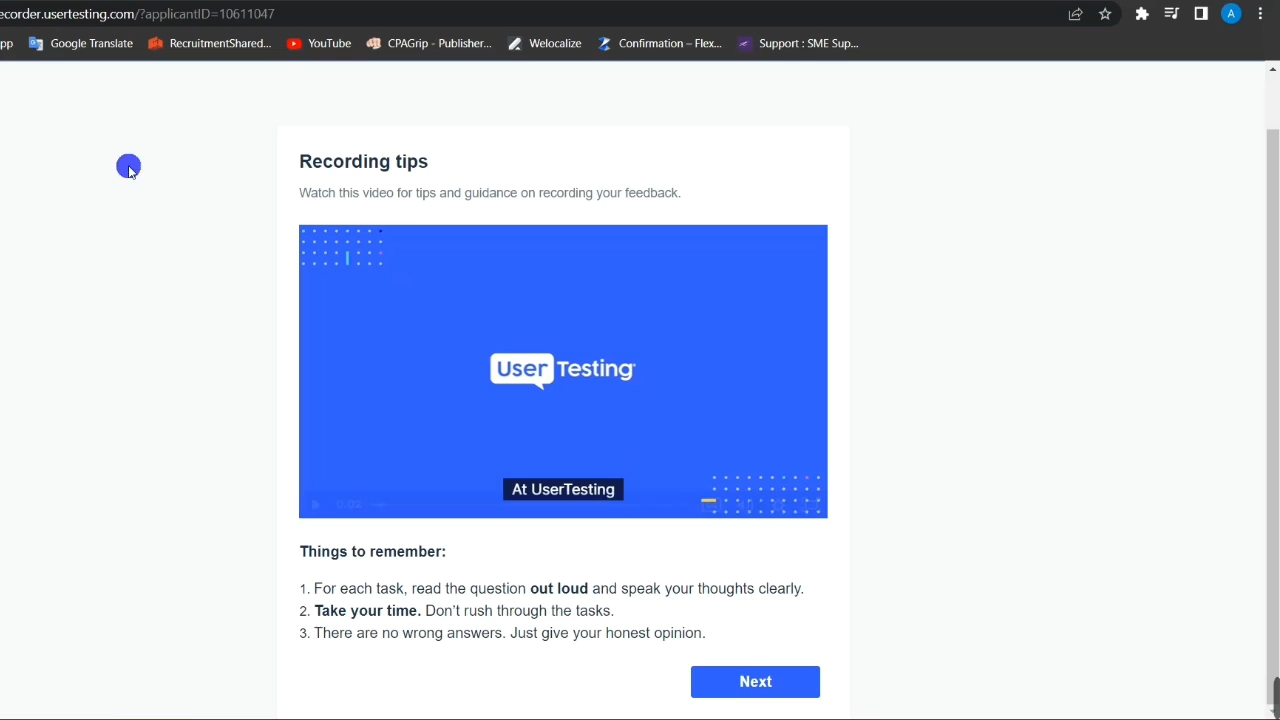 ecorder.usertesting.com/?applicantID=10611047
A
pp Google Translate RecruitmentShared... YouTube CPAGrip - Publisher... Welocalize Confirmation – Flex... Support : SME Sup...
Recording tips
Watch this video for tips and guidance on recording your feedback.
User Testing
At UserTesting
Things to remember:
1. For each task, read the question out loud and speak your thoughts clearly.
2. Take your time. Don't rush through the tasks.
3. There are no wrong answers. Just give your honest opinion.
Next